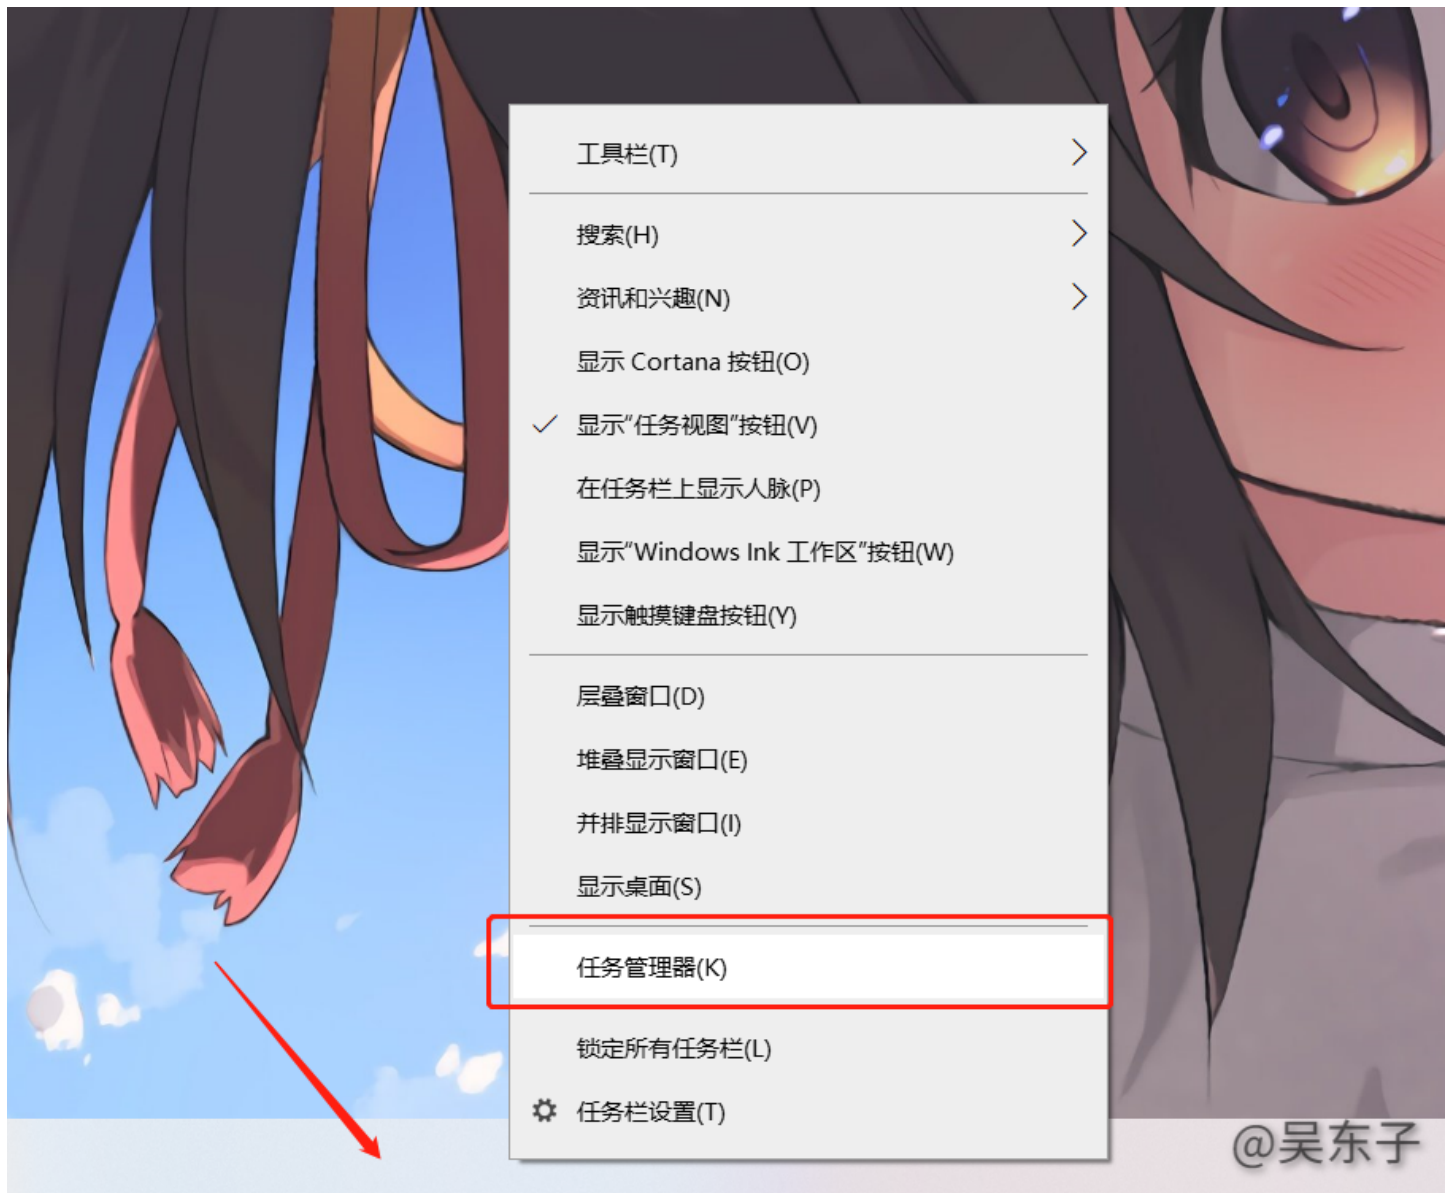 工具栏(T)
搜索(H)
资讯和兴趣(N)
显示 Cortana 按钮(O)
显示“任务视图”按钮(V)
在任务栏上显示人脉(P)
显示“Windows Ink 工作区”按钮(W)
显示触摸键盘按钮(Y)
层叠窗口(D)
堆叠显示窗口(E)
并排显示窗口(I)
显示桌面(S)
任务管理器(K)
锁定所有任务栏(L)
任务栏设置(T)
@吴东子